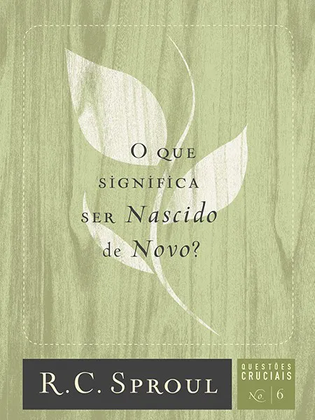 O que
significa
ser Nascido
de Novo?
R.C. Sproul
Questões
Cruciais
No. 6